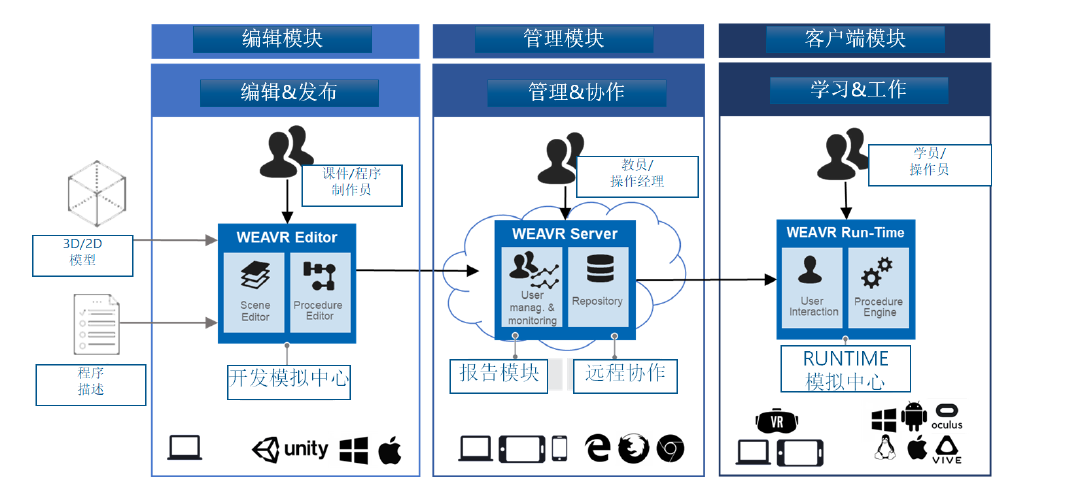 编辑模块
管理模块
客户端模块
编辑&发布
管理&协作
学习&工作
课件/程序
制作员
教员/
操作经理
学员/
操作员
3D/2D
模型
程序
描述
WEAVR Editor
Scene
Editor
Procedure
Editor
开发模拟中心
WEAVR Server
User
manag. &
monitoring
Repository
报告模块
远程协作
WEAVR Run-Time
User
Interaction
Procedure
Engine
RUNTIME
模拟中心
unity
VR
oculus
VIVE